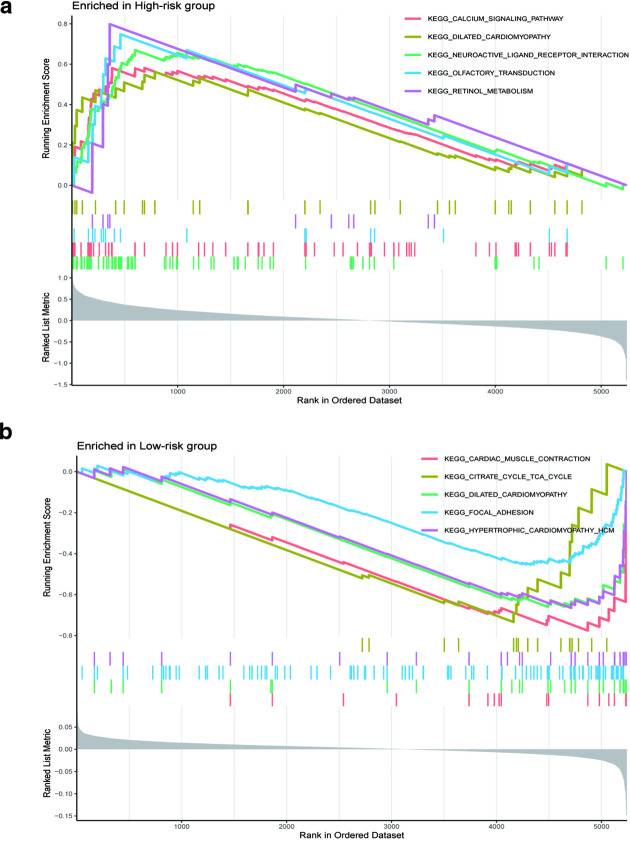 a
Enriched in High-risk group
KEGG_CALCIUM_SIGNALING_PATHWAY
KEGG_DILATED_CARDIOMYOPATHY
KEGG_NEUROACTIVE_LIGAND_RECEPTOR_INTERACTION
KEGG_OLFACTORY_TRANSDUCTION
KEGG_RETINOL_METABOLISM
Running Enrichment Score
0.8
0.6
0.4
0.2
0.0
Ranked List Metric
1.0
0.5
0.0
−0.5
−1.0
−1.5
1000 2000 3000 4000 5000
Rank in Ordered Dataset
b
Enriched in Low-risk group
KEGG_CARDIAC_MUSCLE_CONTRACTION
KEGG_CITRATE_CYCLE_TCA_CYCLE
KEGG_DILATED_CARDIOMYOPATHY
KEGG_FOCAL_ADHESION
KEGG_HYPERTROPHIC_CARDIOMYOPATHY_HCM
Running Enrichment Score
0.0
−0.2
−0.4
−0.6
−0.8
Ranked List Metric
0.05
0.00
−0.05
−0.10
−0.15
1000 2000 3000 4000 5000
Rank in Ordered Dataset